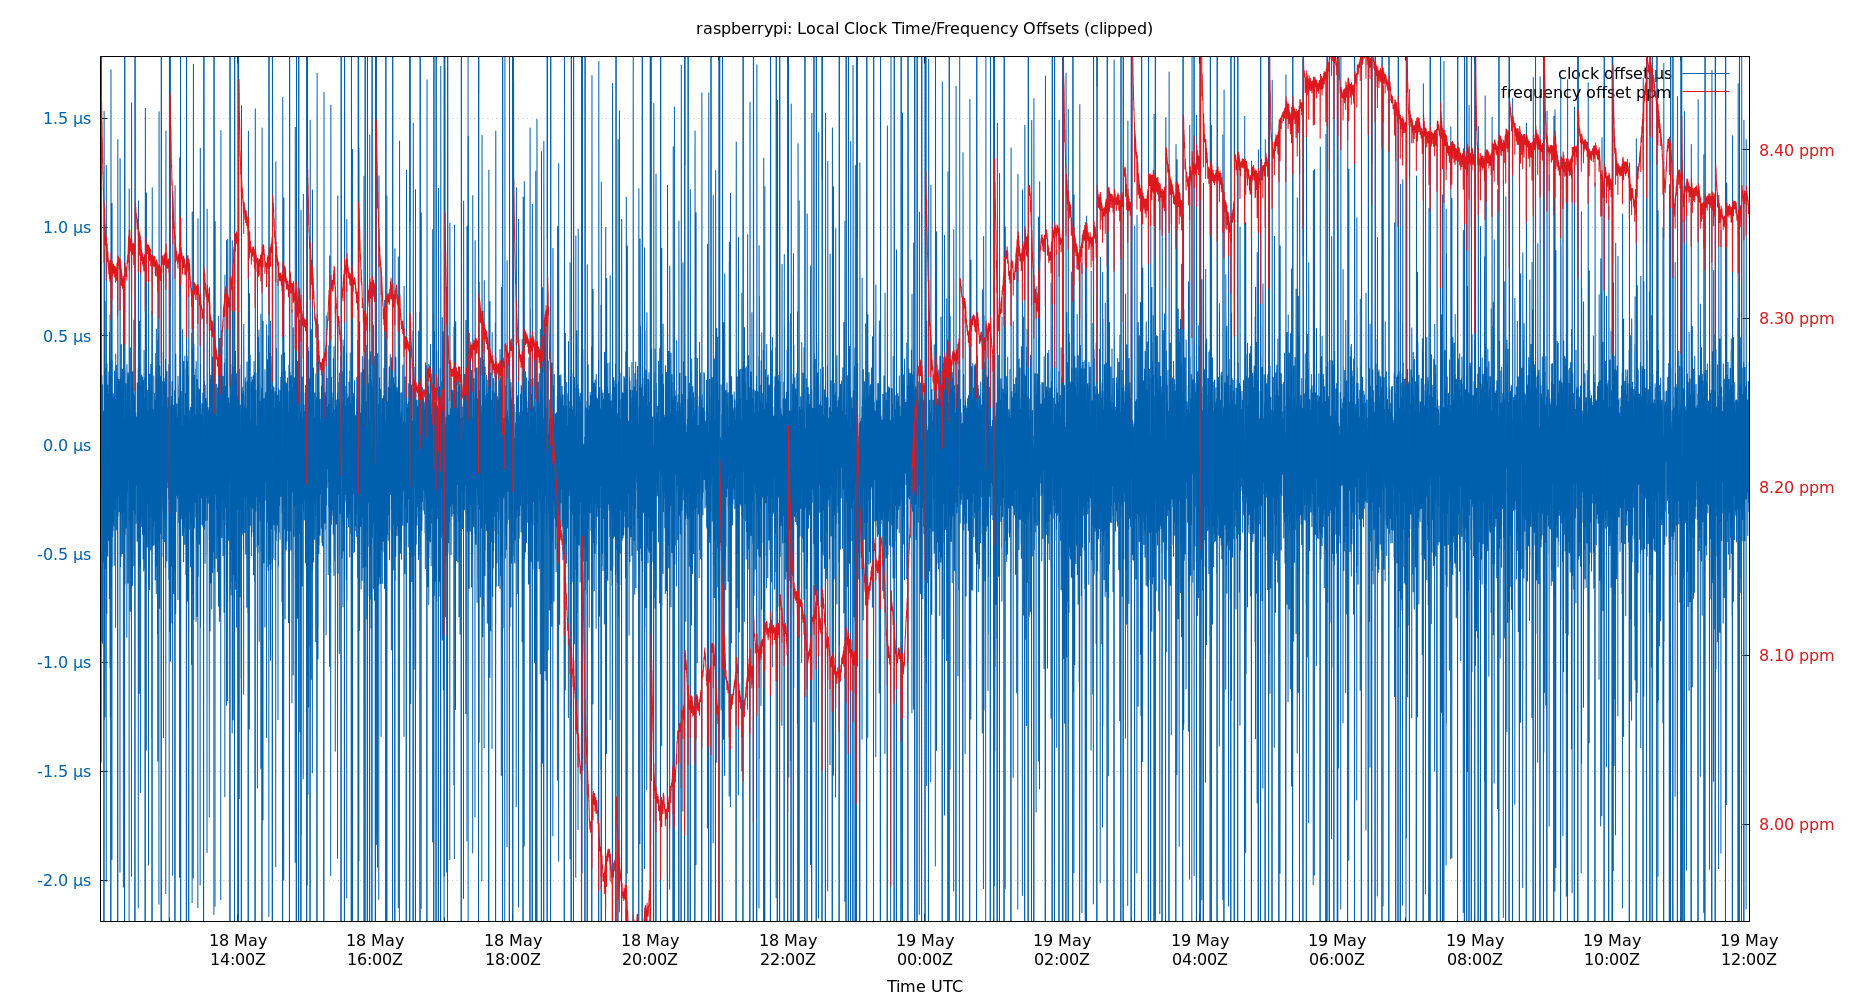 raspberrypi: Local Clock Time/Frequency Offsets (clipped)
clock offset µs
frequency offset ppm
1.5 µs
1.0 µs
0.5 µs
0.0 µs
-0.5 µs
-1.0 µs
-1.5 µs
-2.0 µs
8.40 ppm
8.30 ppm
8.20 ppm
8.10 ppm
8.00 ppm
18 May 18 May 18 May 18 May 18 May 19 May 19 May 19 May 19 May 19 May 19 May 19 May
14:00Z 16:00Z 18:00Z 20:00Z 22:00Z 00:00Z 02:00Z 04:00Z 06:00Z 08:00Z 10:00Z 12:00Z
Time UTC